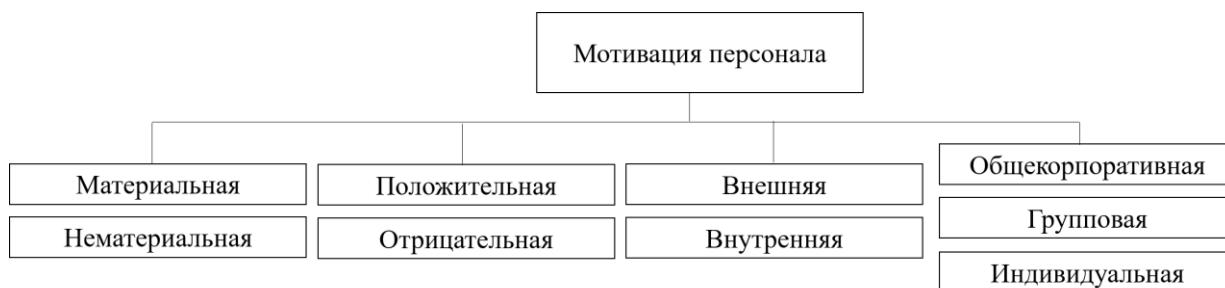 Мотивация персонала
Материальная
Нематериальная
Положительная
Отрицательная
Внешняя
Внутренняя
Общекорпоративная
Групповая
Индивидуальная